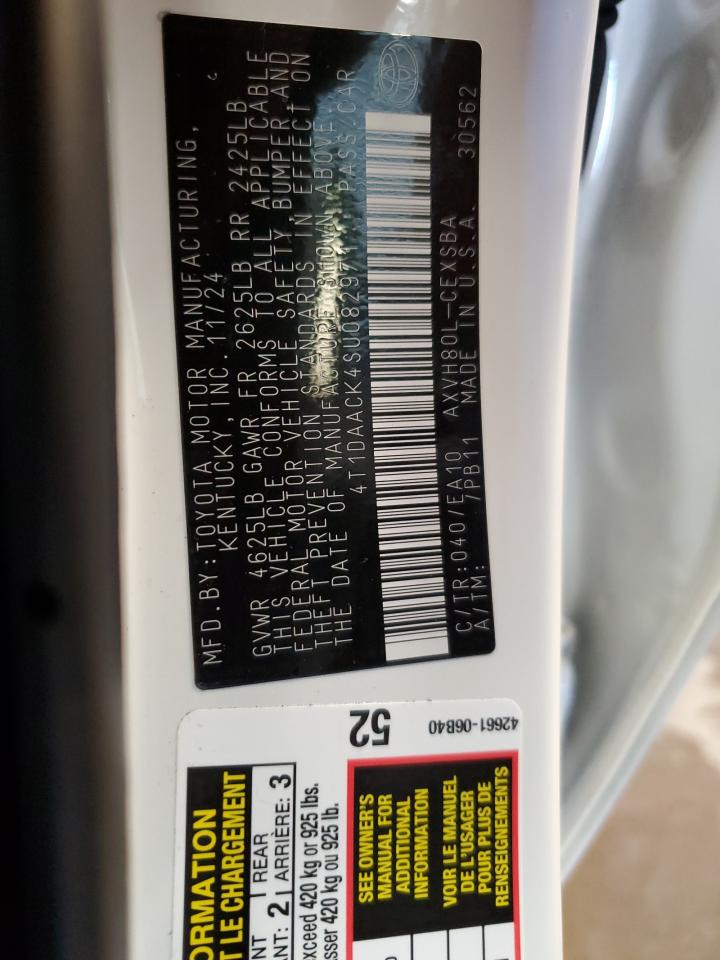 MFD.BY: TOYOTA MOTOR MANUFACTURING,
KENTUCKY, INC. 11/24
GVWR 4625LB GAWR FR 2625LB RR 2425LB
THIS VEHICLE CONFORMS TO ALL APPLICABLE
FEDERAL MOTOR VEHICLE SAFETY, BUMPER AND
THEFT PREVENTION STANDARDS IN EFFECT ON
THE DATE OF MANUFACTURE SHOWN ABOVE.
4T1DAACK4SU082971 PASS CAR
C/TR:040/EA10 AXVH80L-CEXSBA
A/TM: /PB11 MADE IN U.S.A. 30562
52
42661-06B40
ORMATION
T LE CHARGEMENT
ANT | REAR
ANT: 2 | ARRIÈRE: 3
xceed 420 kg or 925 lbs.
sser 420 kg ou 925 lb.
SEE OWNER'S
MANUAL FOR
ADDITIONAL
INFORMATION
VOIR LE MANUEL
DE L'USAGER
POUR PLUS DE
RENSEIGNEMENTS